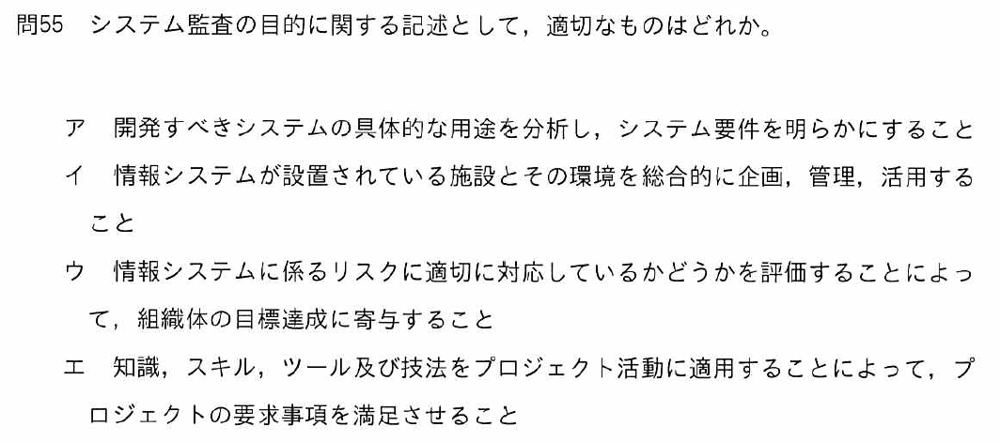 問55 システム監査の目的に関する記述として，適切なものはどれか。
ア 開発すべきシステムの具体的な用途を分析し，システム要件を明らかにすること
イ 情報システムが設置されている施設とその環境を総合的に企画，管理，活用する
こと
ウ 情報システムに係るリスクに適切に対応しているかどうかを評価することによっ
て，組織体の目標達成に寄与すること
エ 知識，スキル，ツール及び技法をプロジェクト活動に適用することによって，プ
ロジェクトの要求事項を満足させること